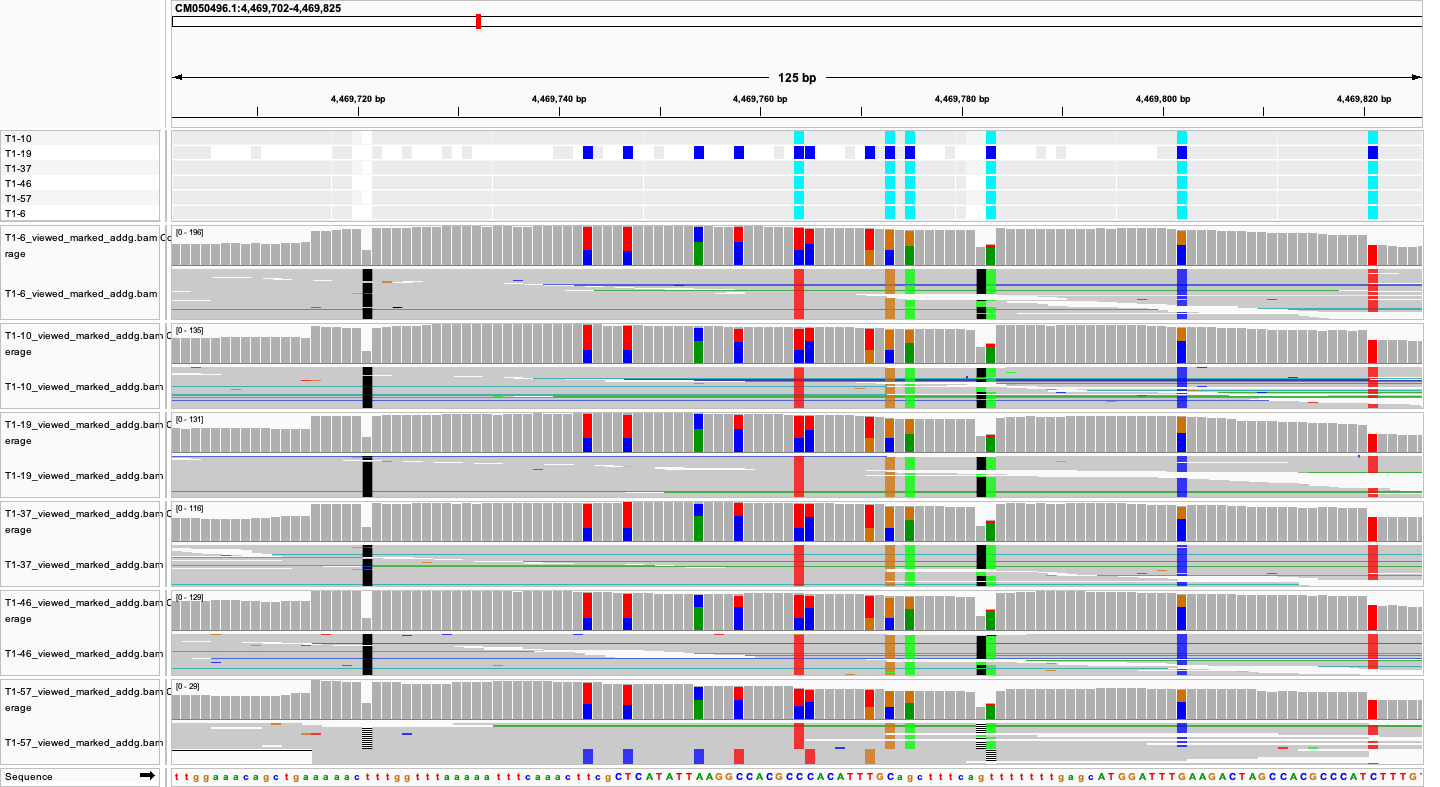 CM050496.1:4,469,702-4,469,825
125 bp
4,469,720 bp 4,469,740 bp 4,469,760 bp 4,469,780 bp 4,469,800 bp 4,469,820 bp
T1-10
T1-19
T1-37
T1-46
T1-57
T1-6
T1-6_viewed_marked_addg.bam
rage
[0 - 196]
T1-6_viewed_marked_addg.bam
T1-10_viewed_marked_addg.bam
erage
[0 - 135]
T1-10_viewed_marked_addg.bam
T1-19_viewed_marked_addg.bam
erage
[0 - 131]
T1-19_viewed_marked_addg.bam
T1-37_viewed_marked_addg.bam
erage
[0 - 116]
T1-37_viewed_marked_addg.bam
T1-46_viewed_marked_addg.bam
erage
[0 - 129]
T1-46_viewed_marked_addg.bam
T1-57_viewed_marked_addg.bam
erage
[0 - 29]
T1-57_viewed_marked_addg.bam
Sequence
t t g g a a a c a g c t g a a a a a c t t t g g t t t a a a a a t t t c a a a c t t c g C T C A T A T T A A G G C C A C G C C C A C A T T T G C a g c t t t c a g t t t t t t t g a g c A T G G A T T T G A A G A C T A G C C A C G C C C A T C T T T G